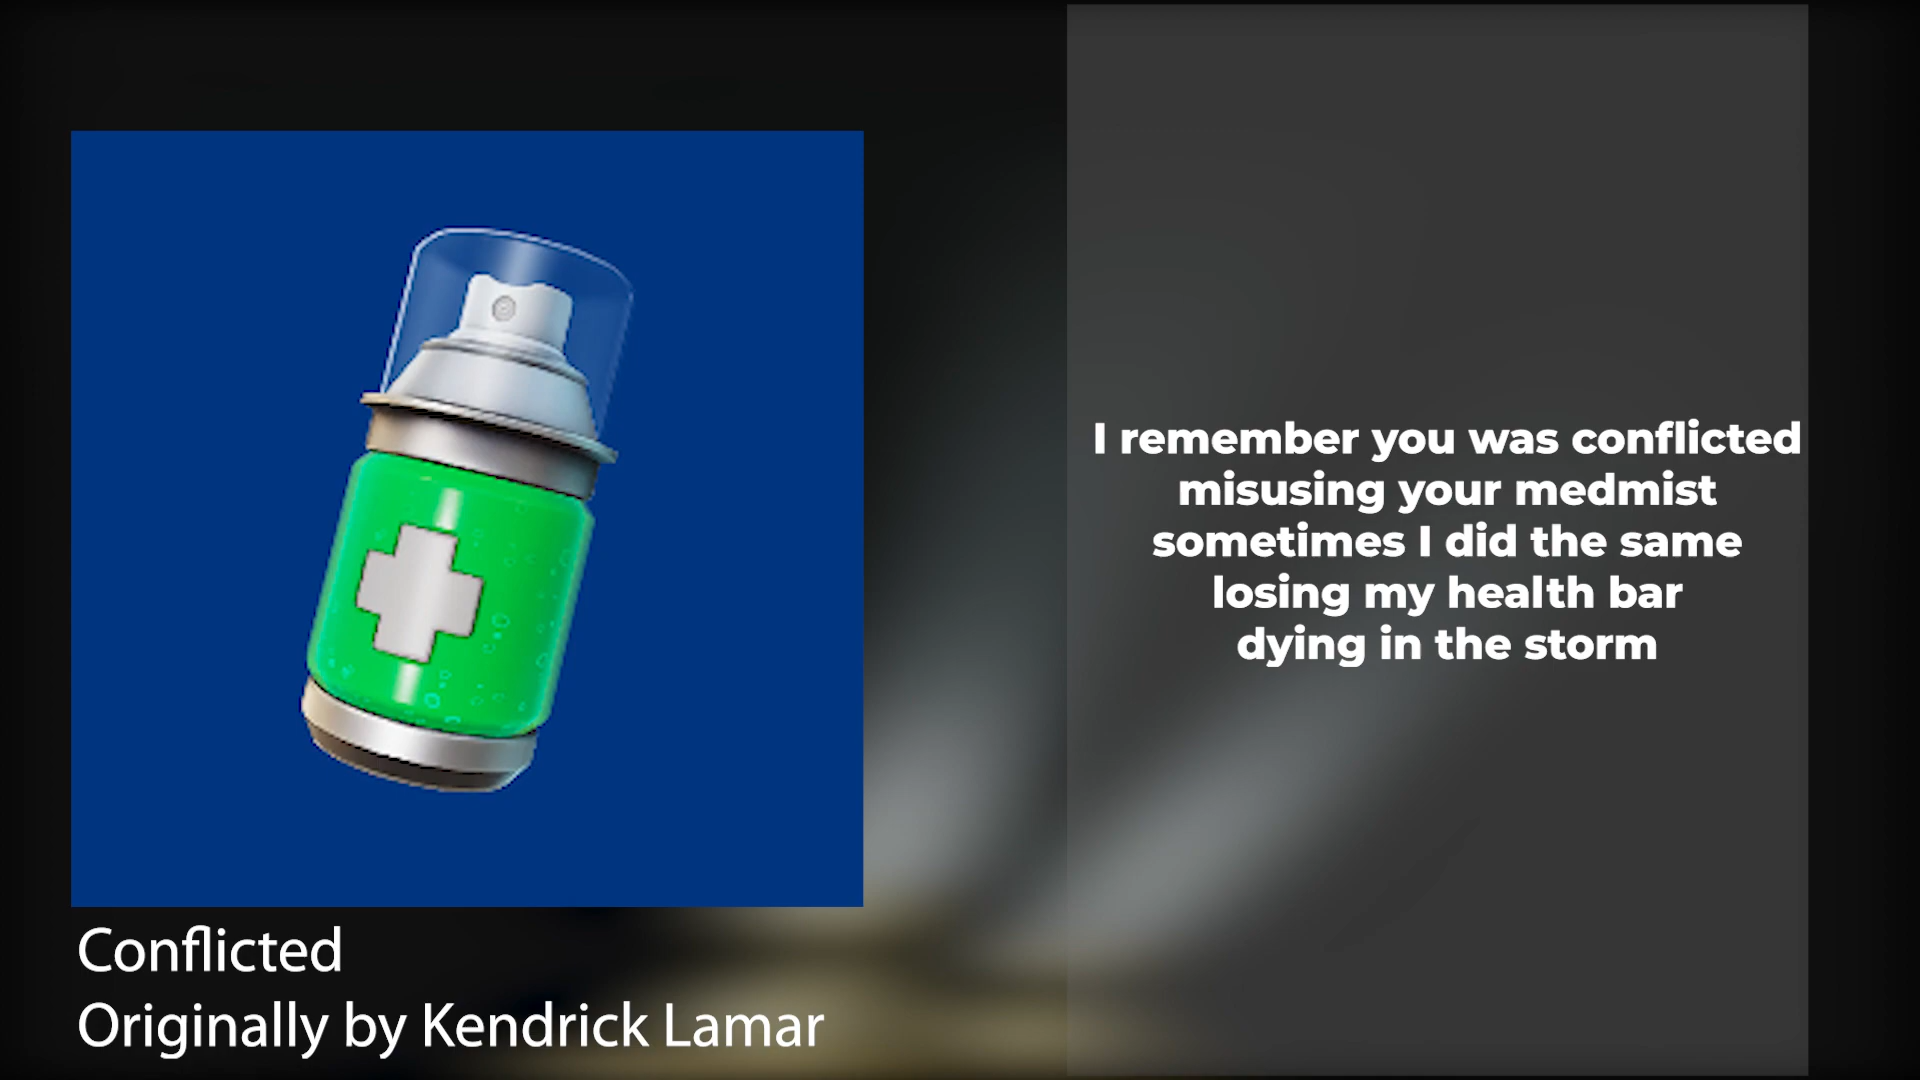 I remember you was conflicted
misusing your medmist
sometimes I did the same
losing my health bar
dying in the storm
Conflicted
Originally by Kendrick Lamar